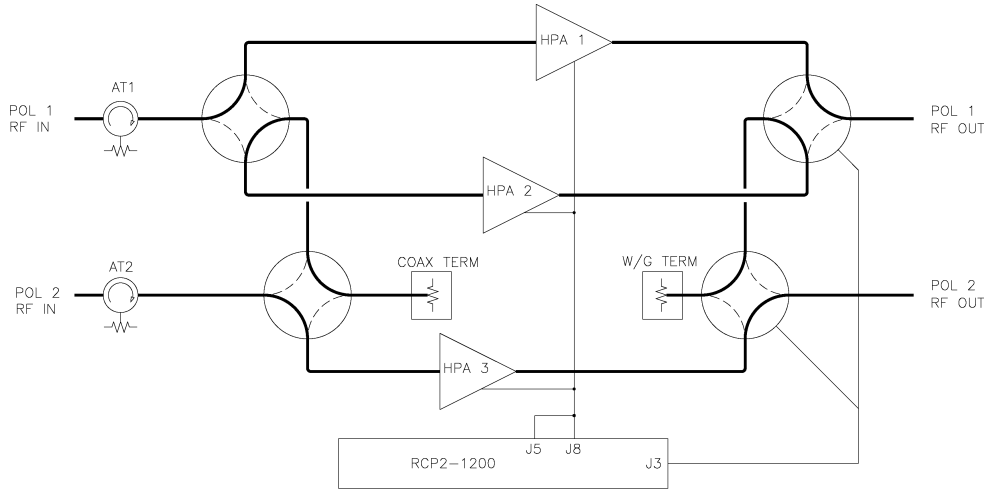 HPA 1
AT1
POL 1
RF IN
POL 1
RF OUT
HPA 2
AT2
COAX TERM
W/G TERM
POL 2
RF IN
POL 2
RF OUT
HPA 3
J5
J8
RCP2-1200
J3